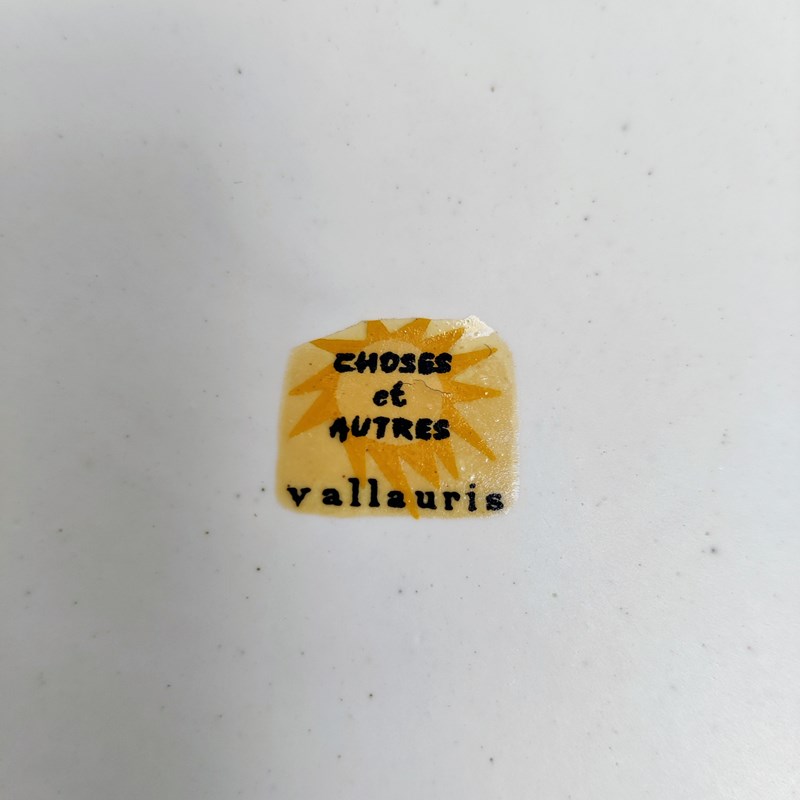 CHOSES
et
AUTRES
vallauris